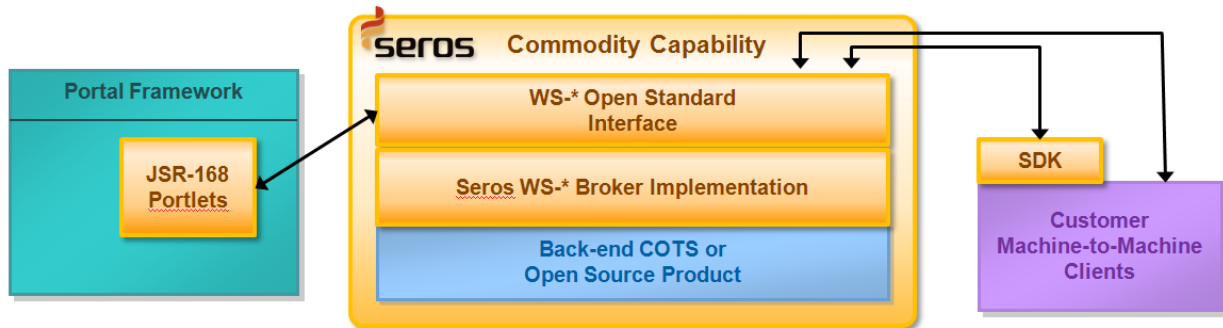 seros
Commodity Capability
Portal Framework
JSR-168
Portlets
WS-* Open Standard
Interface
Seros WS-* Broker Implementation
Back-end COTS or
Open Source Product
SDK
Customer
Machine-to-Machine
Clients